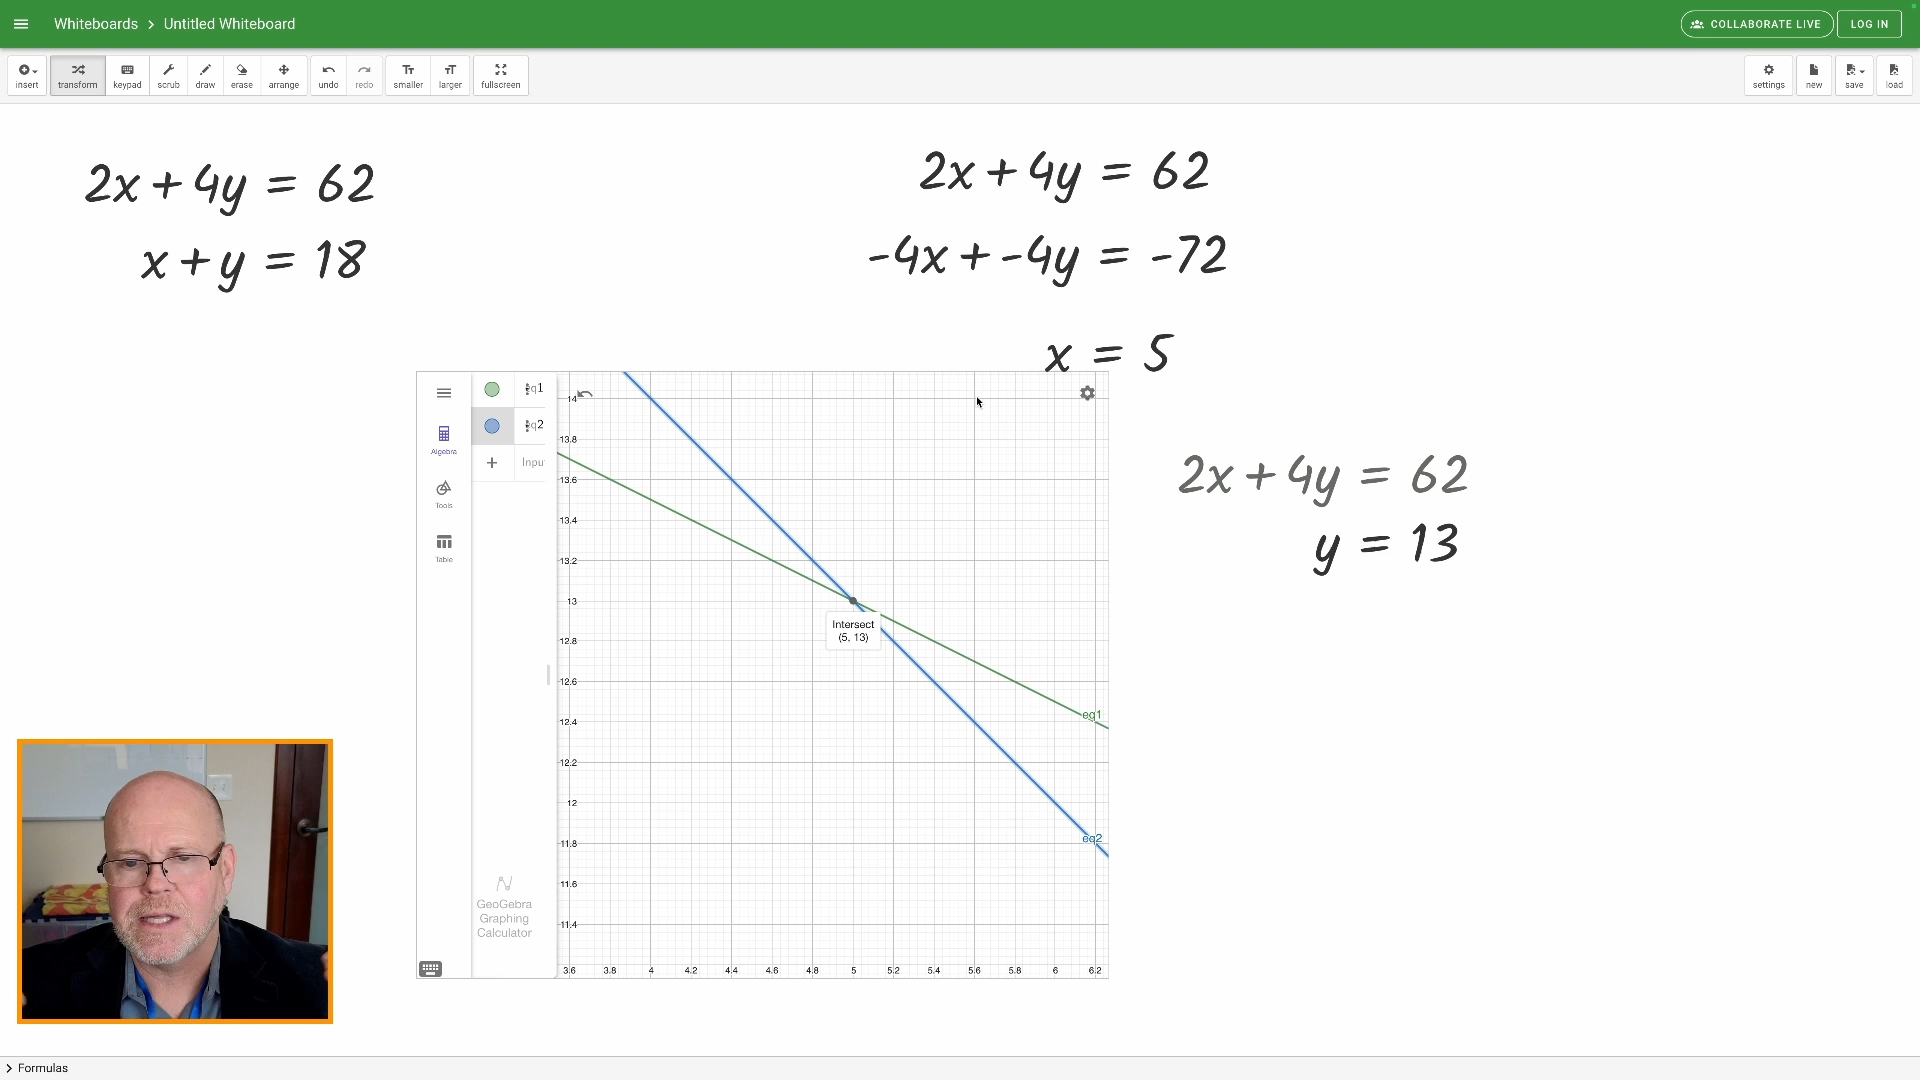 Whiteboards > Untitled Whiteboard
COLLABORATE LIVE
LOG IN
insert
transform
keypad
scrub
draw
erase
arrange
undo
redo
smaller
larger
fullscreen
settings
new
save
load
2x + 4y = 62
x + y = 18
2x + 4y = 62
-4x + -4y = -72
x = 5
2x + 4y = 62
y = 13
Algebra
Tools
Table
q1
q2
Inpu
GeoGebra
Graphing
Calculator
14
13.8
13.6
13.4
13.2
13
12.8
12.6
12.4
12.2
12
11.8
11.6
11.4
Intersect
(5, 13)
eq1
eq2
3.6 3.8 4 4.2 4.4 4.6 4.8 5 5.2 5.4 5.6 5.8 6 6.2
Formulas